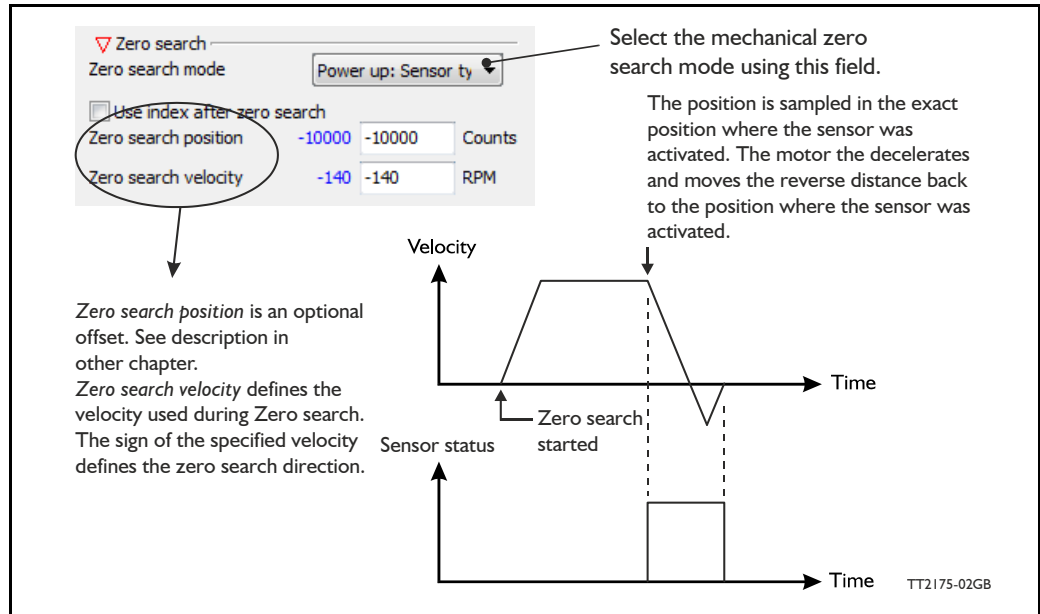 Zero search
Zero search mode
Power up: Sensor ty
Use index after zero search
Zero search position -10000 -10000 Counts
Zero search velocity -140 -140 RPM
Select the mechanical zero
search mode using this field.
The position is sampled in the exact
position where the sensor was
activated. The motor the decelerates
and moves the reverse distance back
to the position where the sensor was
activated.
Zero search position is an optional
offset. See description in
other chapter.
Zero search velocity defines the
velocity used during Zero search.
The sign of the specified velocity
defines the zero search direction.
Velocity
Time
Zero search
started
Sensor status
Time
TT2175-02GB